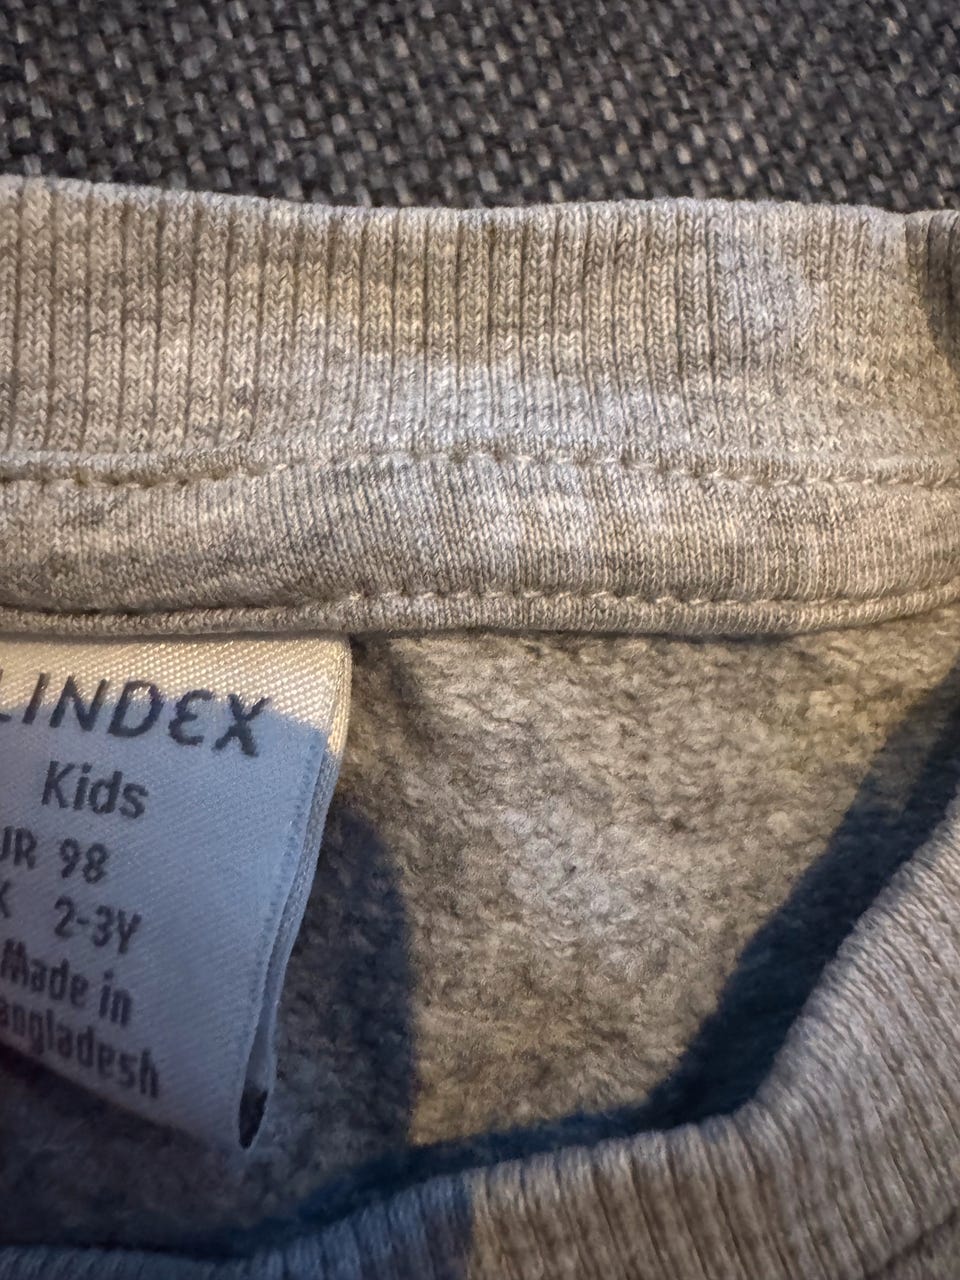 LINDEX
Kids
UR 98
K 2-3Y
Made in
angladesh